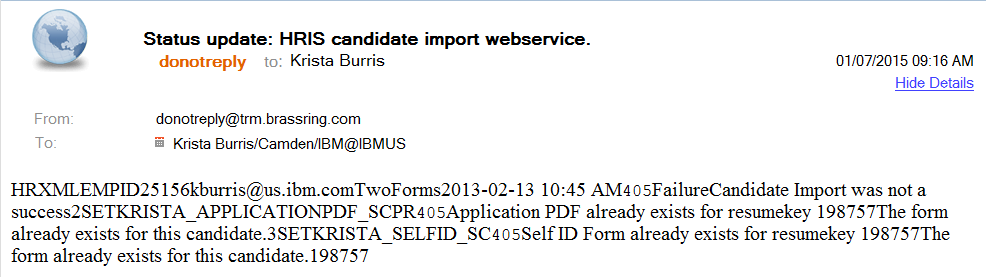 Status update: HRIS candidate import webservice.
donotreply to: Krista Burris
01/07/2015 09:16 AM
Hide Details
From: donotreply@trm.brassring.com
To: Krista Burris/Camden/IBM@IBMUS
HRXMLEMPID25156kburris@us.ibm.comTwoForms2013-02-13 10:45 AM405FailureCandidate Import was not a
success2SETKRISTA_APPLICATIONPDF_SCPR405Application PDF already exists for resumekey 198757The form
already exists for this candidate.3SETKRISTA_SELFID_SC405Self ID Form already exists for resumekey 198757The
form already exists for this candidate.198757